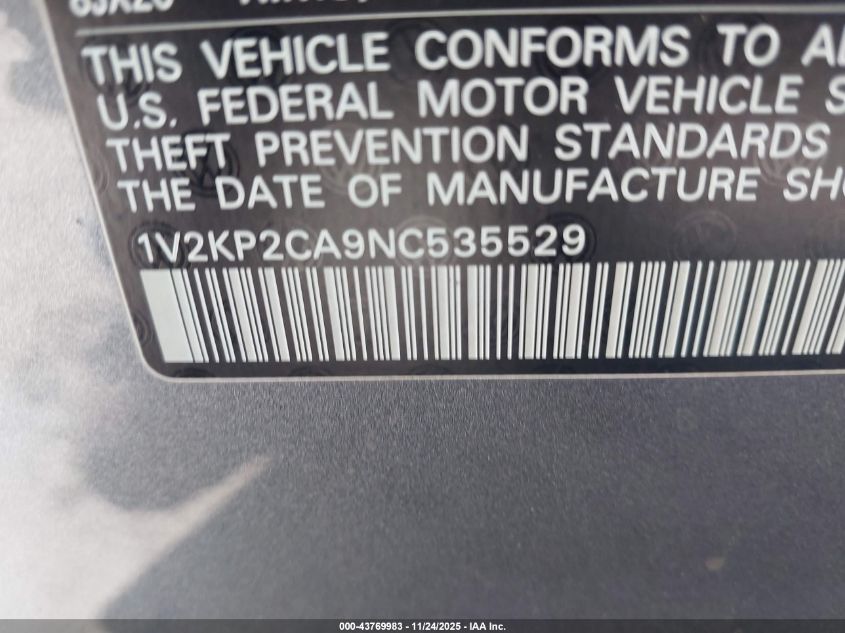 THIS VEHICLE CONFORMS TO
U.S. FEDERAL MOTOR VEHICLE
THEFT PREVENTION STANDARDS
THE DATE OF MANUFACTURE
1V2KP2CA9NC535529
000-43769983 - 11/24/2025 - IAA Inc.